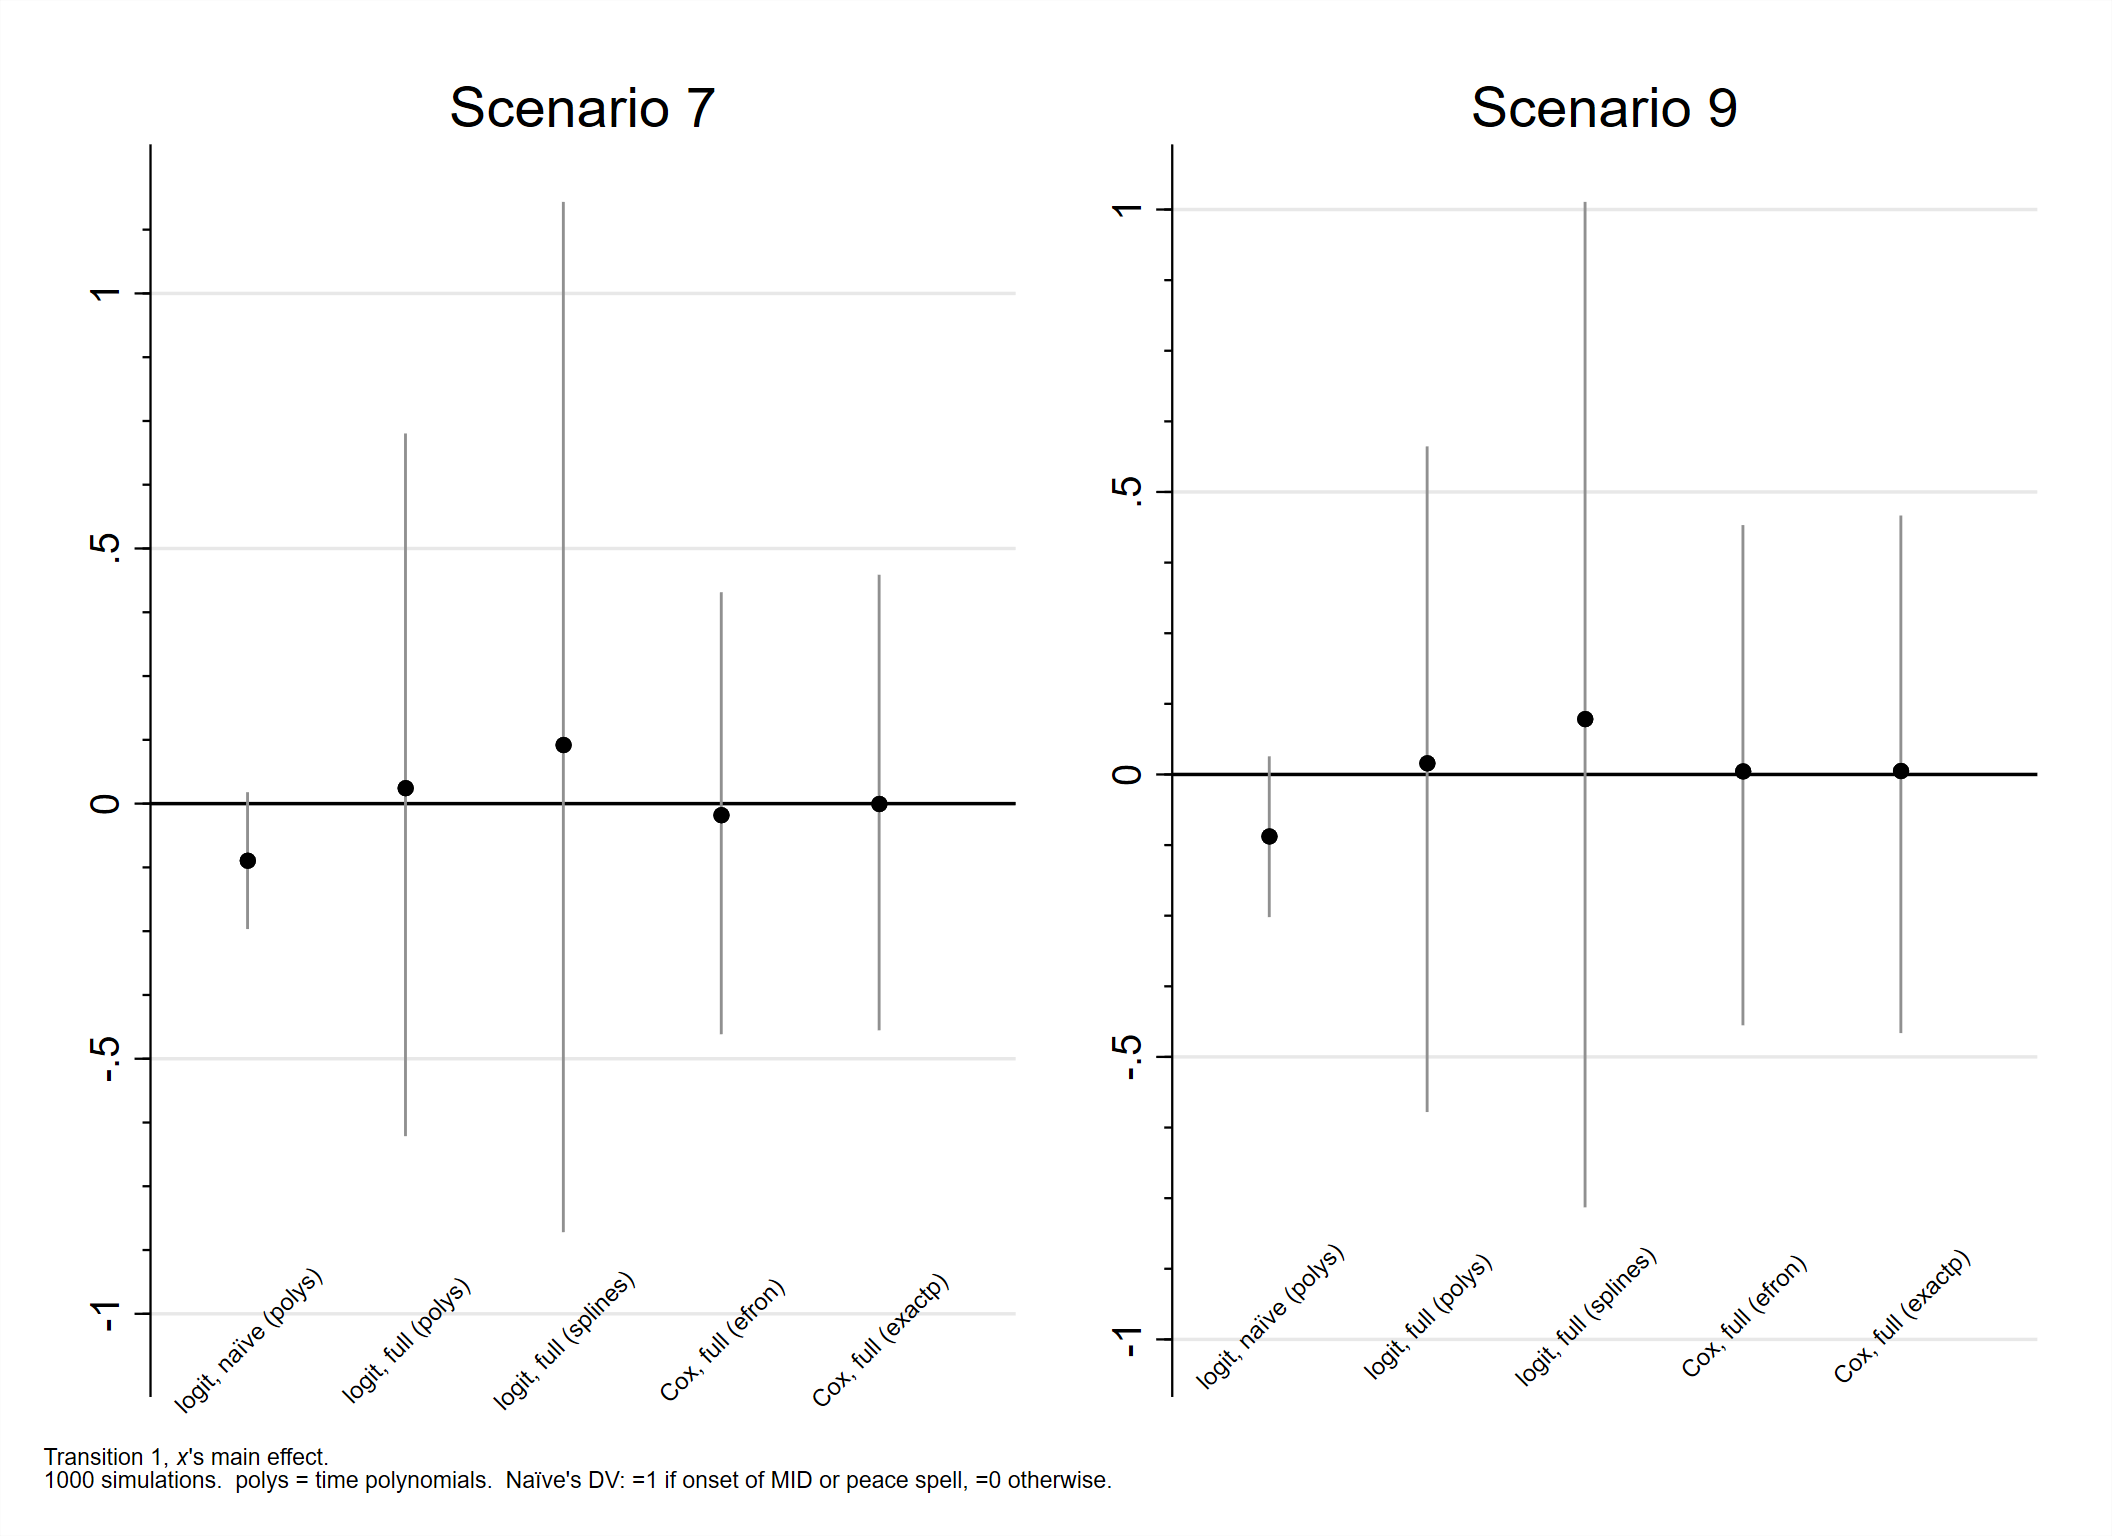 Scenario 7
1
.5
0
-.5
-1
logit, naïve (polys)
logit, full (polys)
logit, full (splines)
Cox, full (efron)
Cox, full (exactp)
Scenario 9
1
.5
0
-.5
-1
logit, naïve (polys)
logit, full (polys)
logit, full (splines)
Cox, full (efron)
Cox, full (exactp)
Transition 1, x's main effect.
1000 simulations.  polys = time polynomials.  Naïve's DV: =1 if onset of MID or peace spell, =0 otherwise.